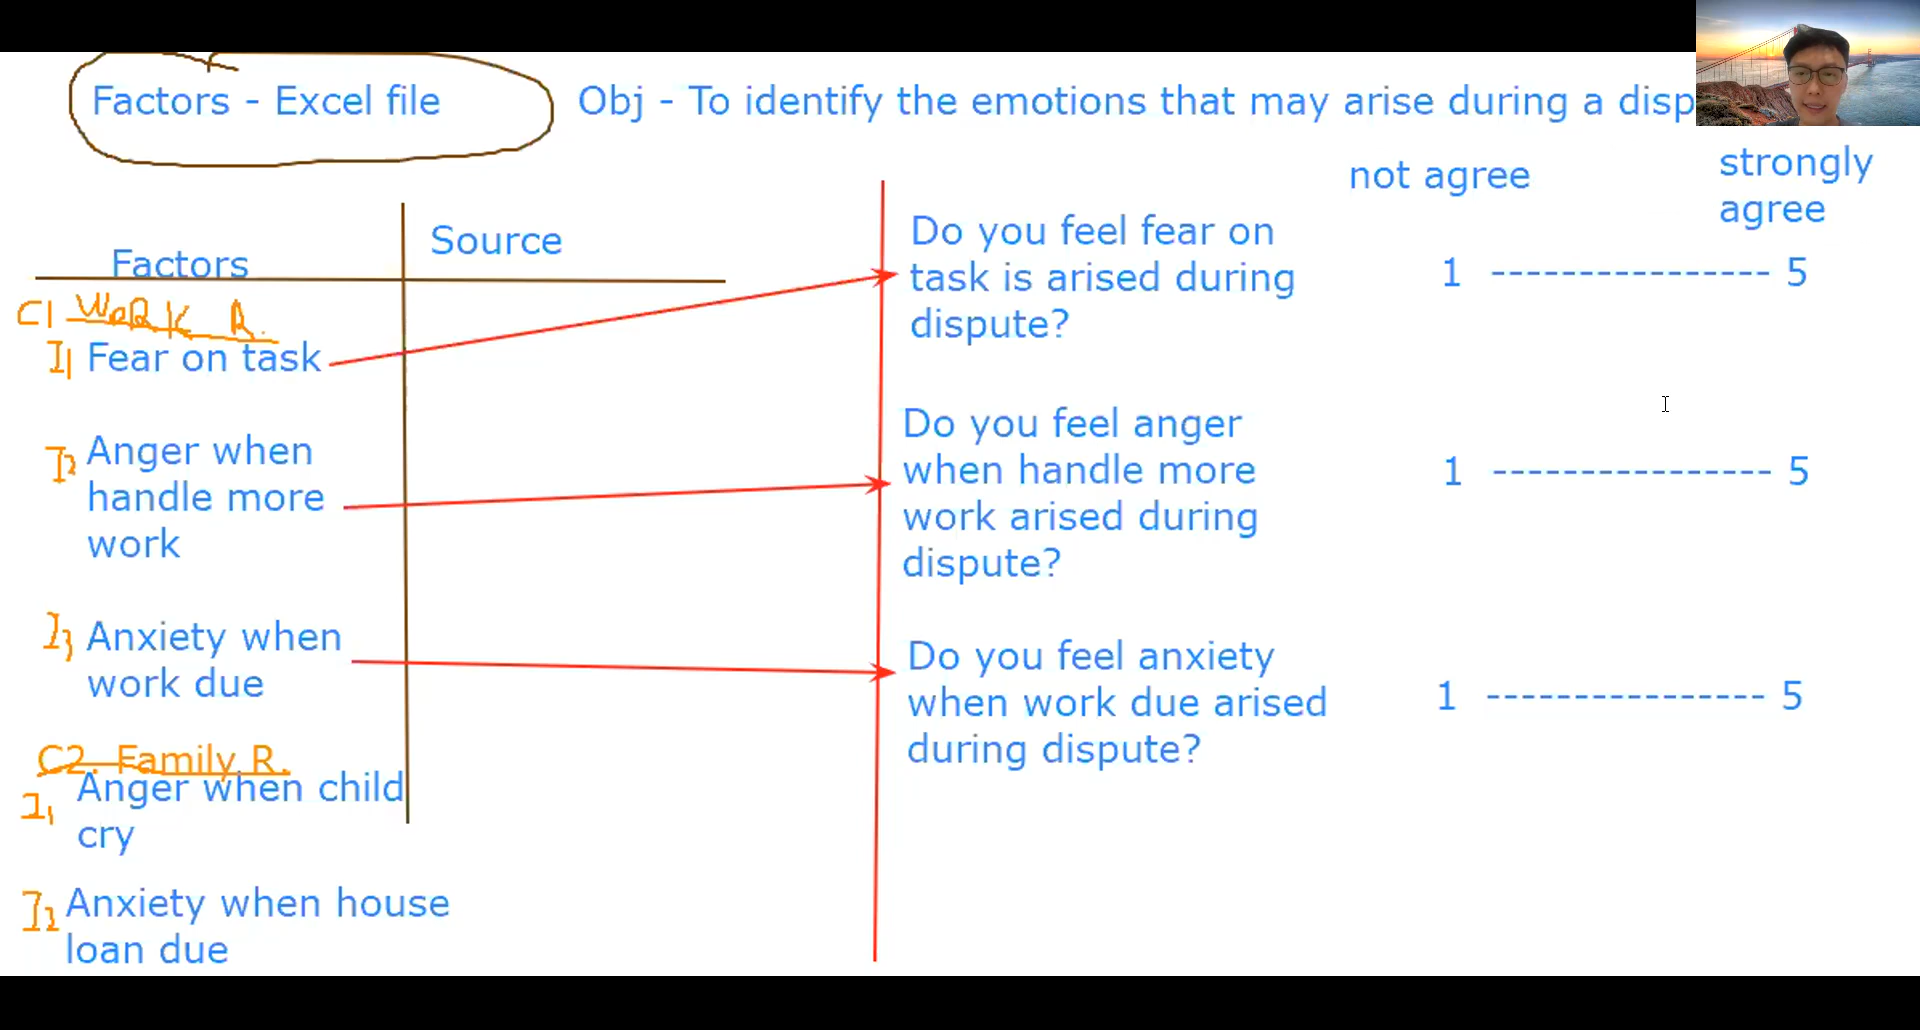 Factors - Excel file
Obj - To identify the emotions that may arise during a disp
not agree
strongly
agree
Factors
Source
C1 WORK R.
I1 Fear on task
Do you feel fear on
task is arised during
dispute?
1 ---------------- 5
I2 Anger when
handle more
work
Do you feel anger
when handle more
work arised during
dispute?
1 ---------------- 5
I3 Anxiety when
work due
Do you feel anxiety
when work due arised
during dispute?
1 ---------------- 5
C2. Family R.
I1 Anger when child
cry
I2 Anxiety when house
loan due